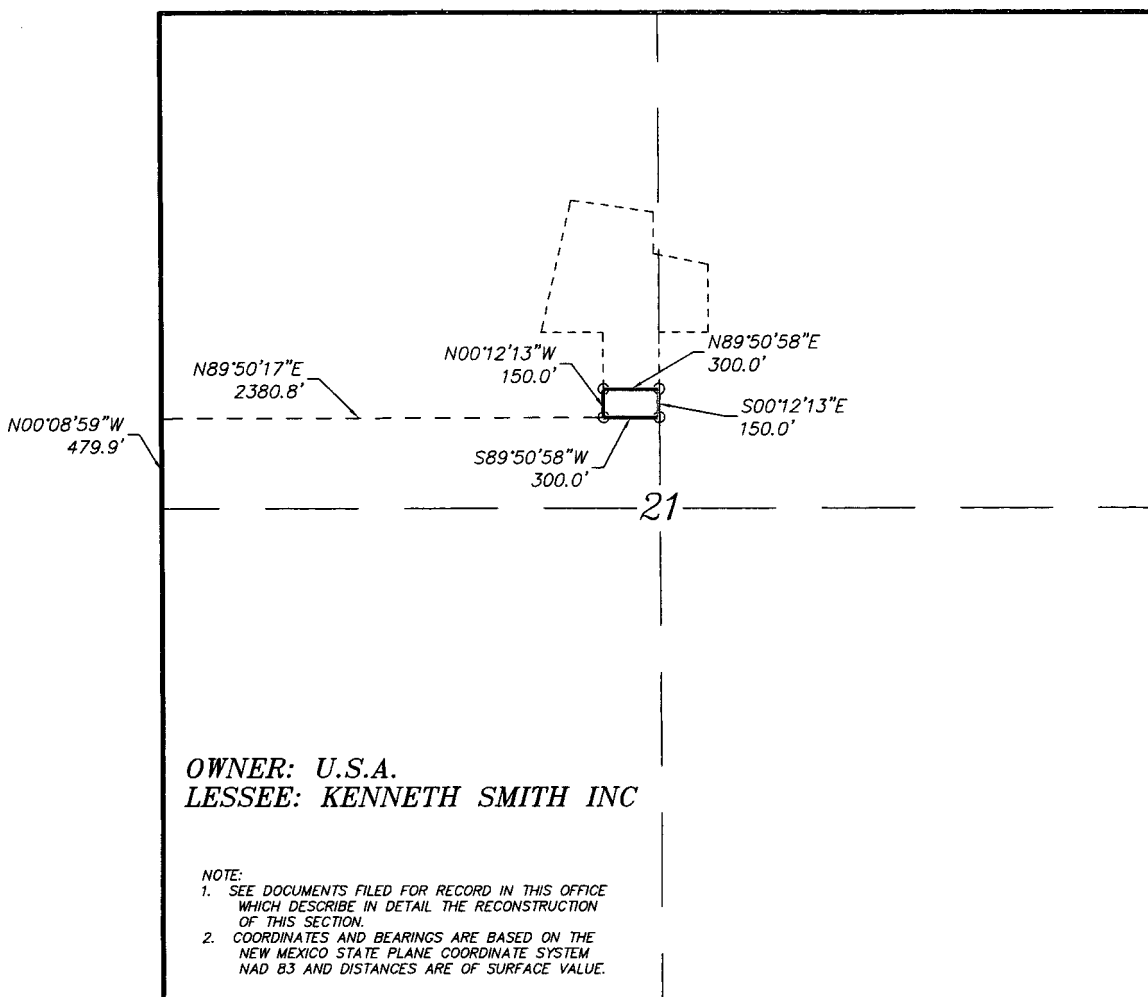 N89°50'17"E
2380.8'
N00°08'59"W
479.9'
N00°12'13"W
150.0'
N89°50'58"E
300.0'
S00°12'13"E
150.0'
S89°50'58"W
300.0'
21
OWNER: U.S.A.
LESSEE: KENNETH SMITH INC
NOTE:
1. SEE DOCUMENTS FILED FOR RECORD IN THIS OFFICE
WHICH DESCRIBE IN DETAIL THE RECONSTRUCTION
OF THIS SECTION.
2. COORDINATES AND BEARINGS ARE BASED ON THE
NEW MEXICO STATE PLANE COORDINATE SYSTEM
NAD 83 AND DISTANCES ARE OF SURFACE VALUE.